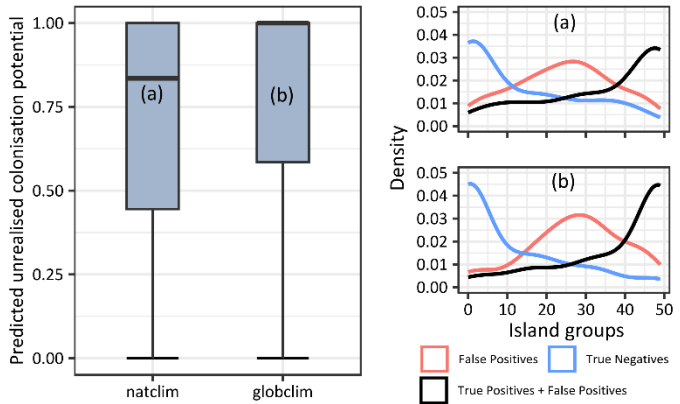 Predicted unrealised colonisation potential
1.00
0.75
0.50
0.25
0.00
(a)
(b)
natclim
globclim
Density
0.05
0.04
0.03
0.02
0.01
0.00
(a)
0.05
0.04
0.03
0.02
0.01
0.00
(b)
0 10 20 30 40 50
Island groups
False Positives
True Negatives
True Positives + False Positives